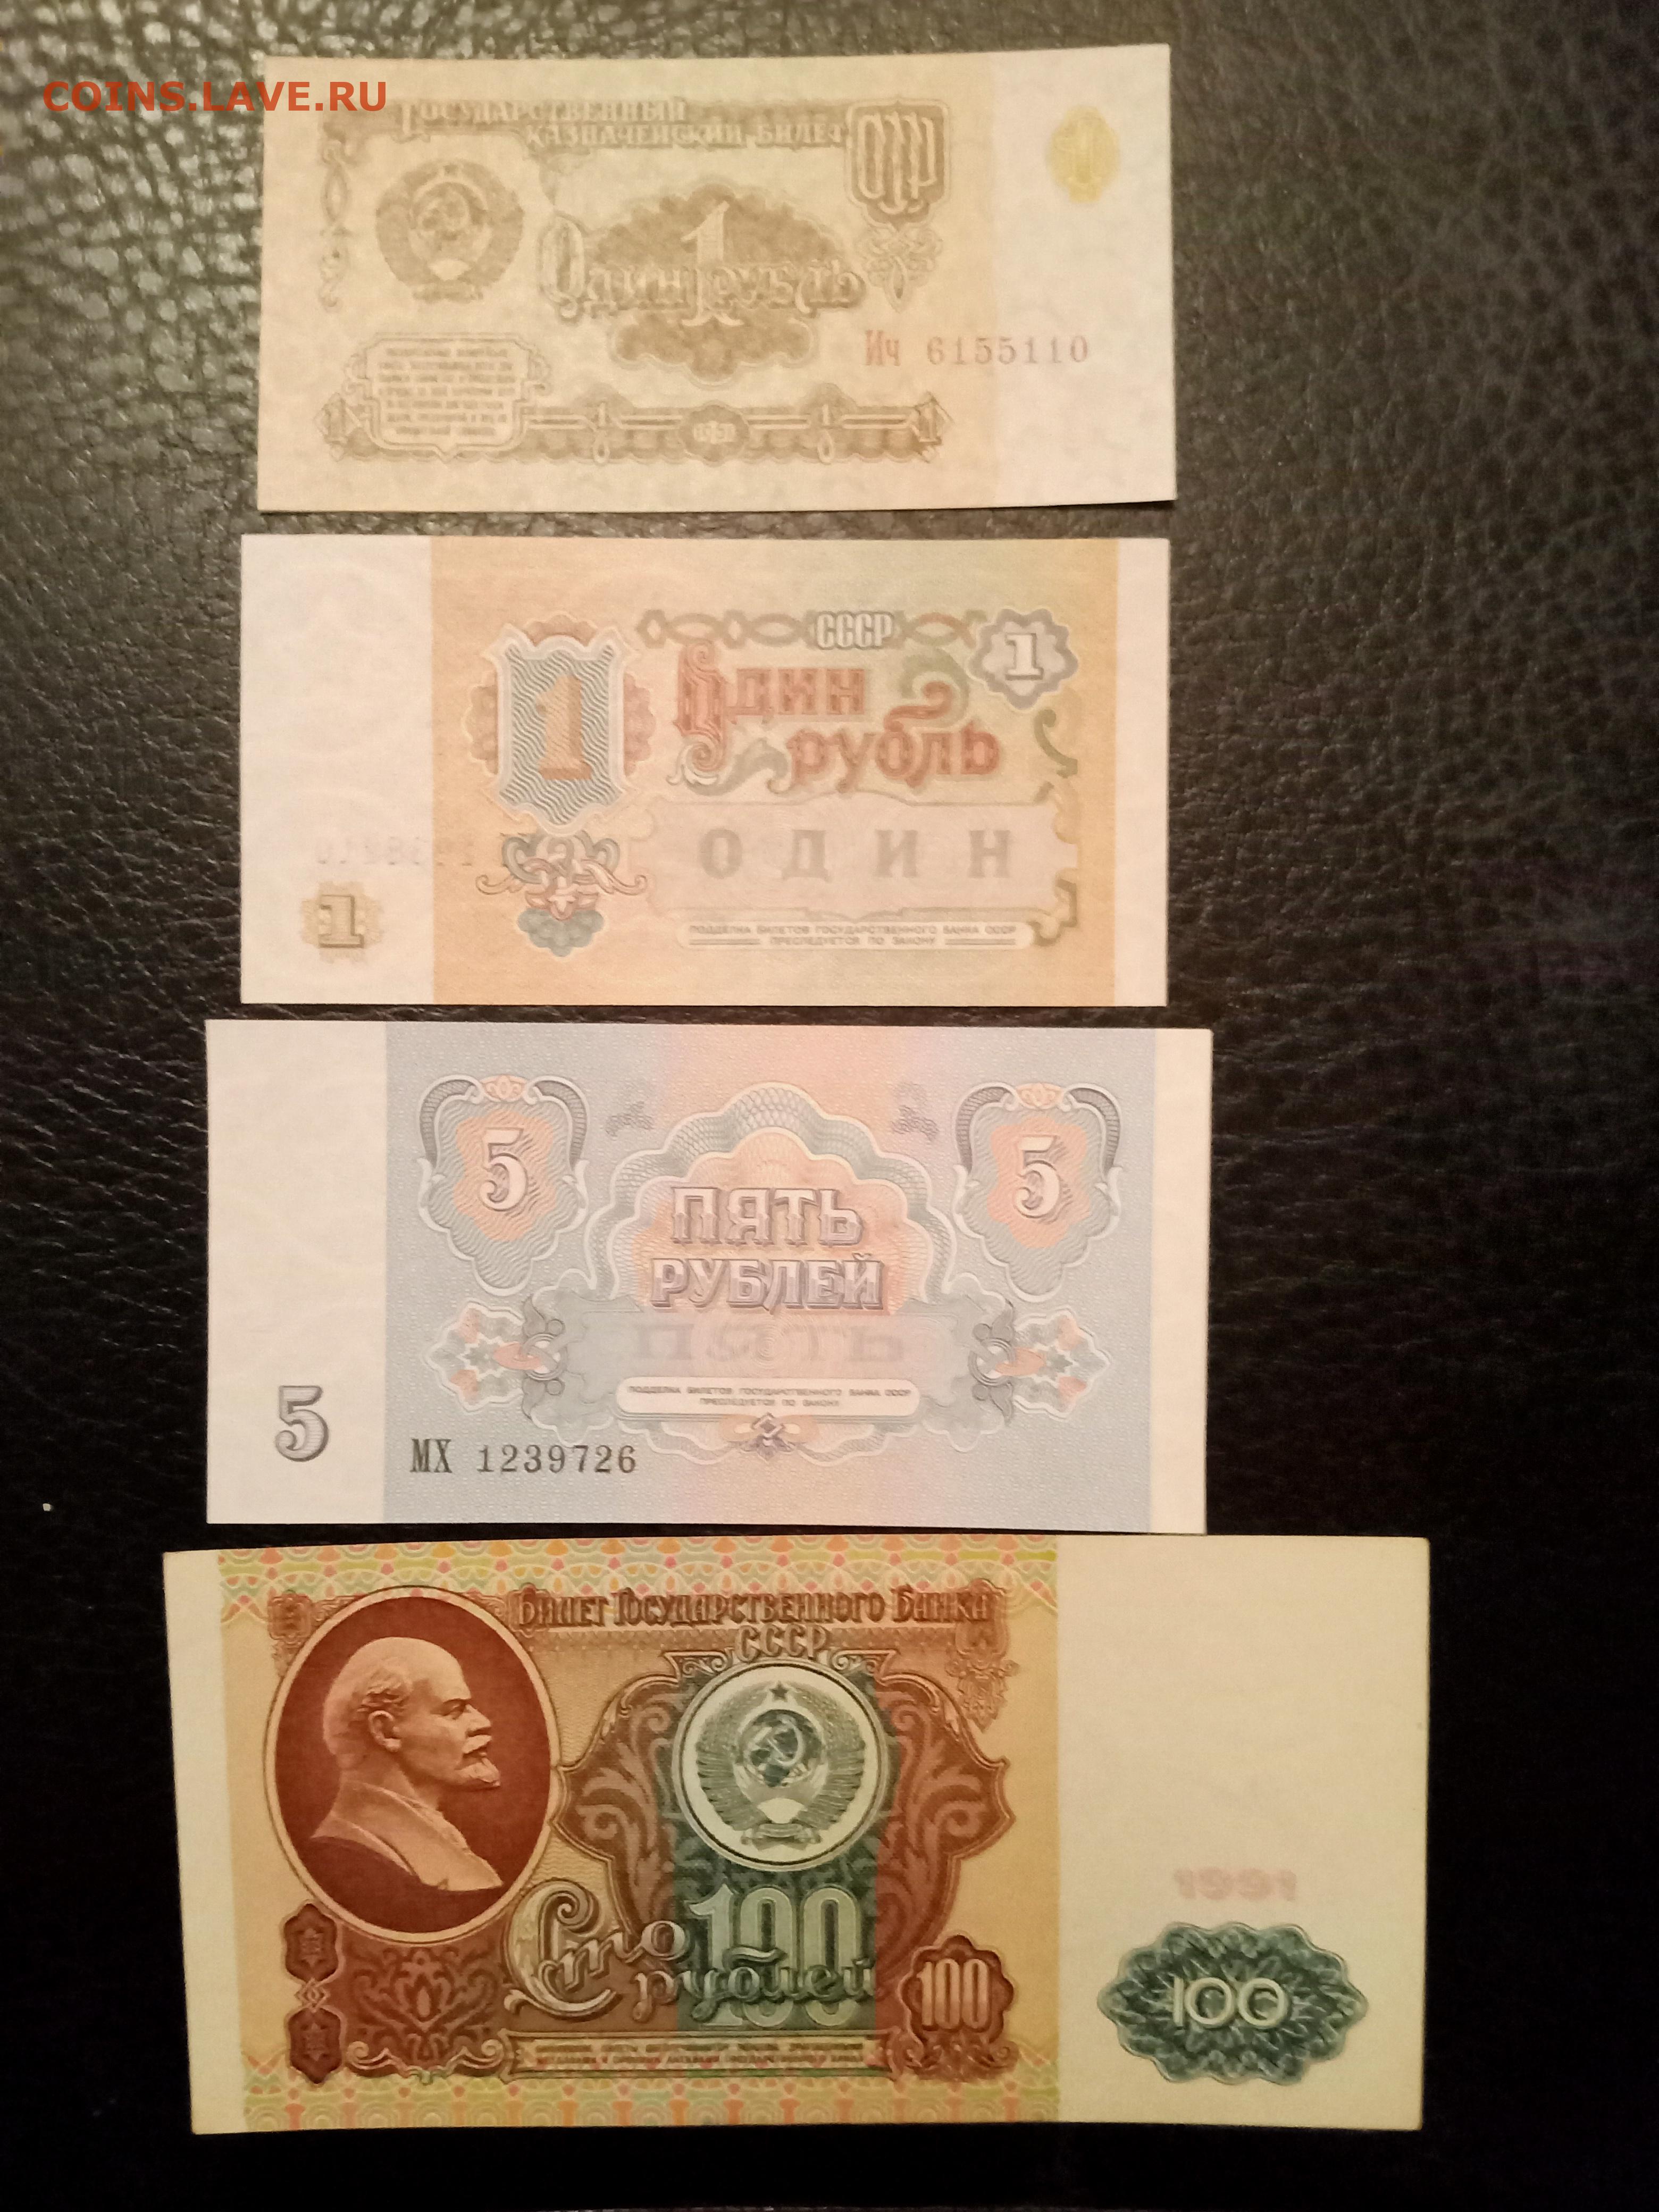 COINS.LAVE.RU
Государственный
казначейский билет
1
Один рубль
Ич 6155110
СССР
1
1
Один
рубль
ОДИН
1
ПОДДЕЛКА БИЛЕТОВ ГОСУДАРСТВЕННОГО БАНКА СССР
ПРЕСЛЕДУЕТСЯ ПО ЗАКОНУ
5
5
ПЯТЬ
РУБЛЕЙ
ПЯТЬ
ПОДДЕЛКА БИЛЕТОВ ГОСУДАРСТВЕННОГО БАНКА СССР
ПРЕСЛЕДУЕТСЯ ПО ЗАКОНУ
5
МХ 1239726
Билет Государственного Банка
СССР
1991
100
Сто
рублей
100
100